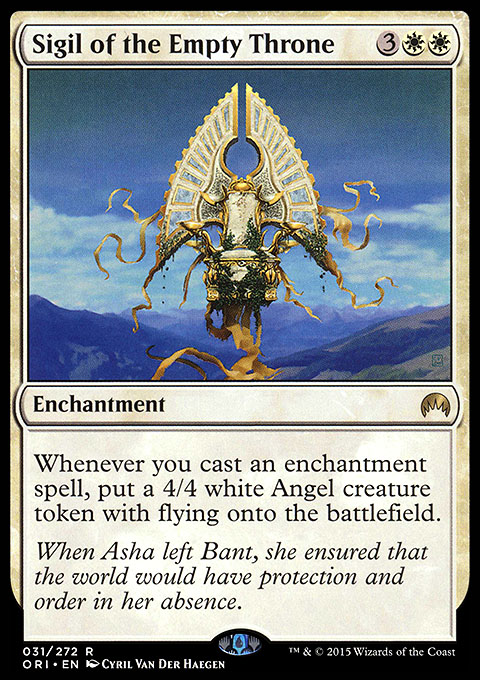 Sigil of the Empty Throne 3
Enchantment
Whenever you cast an enchantment
spell, put a 4/4 white Angel creature
token with flying onto the battlefield.
When Asha left Bant, she ensured that
the world would have protection and
order in her absence.
031/272 R
ORI • EN Cyril Van Der Haegen
™ & © 2015 Wizards of the Coast